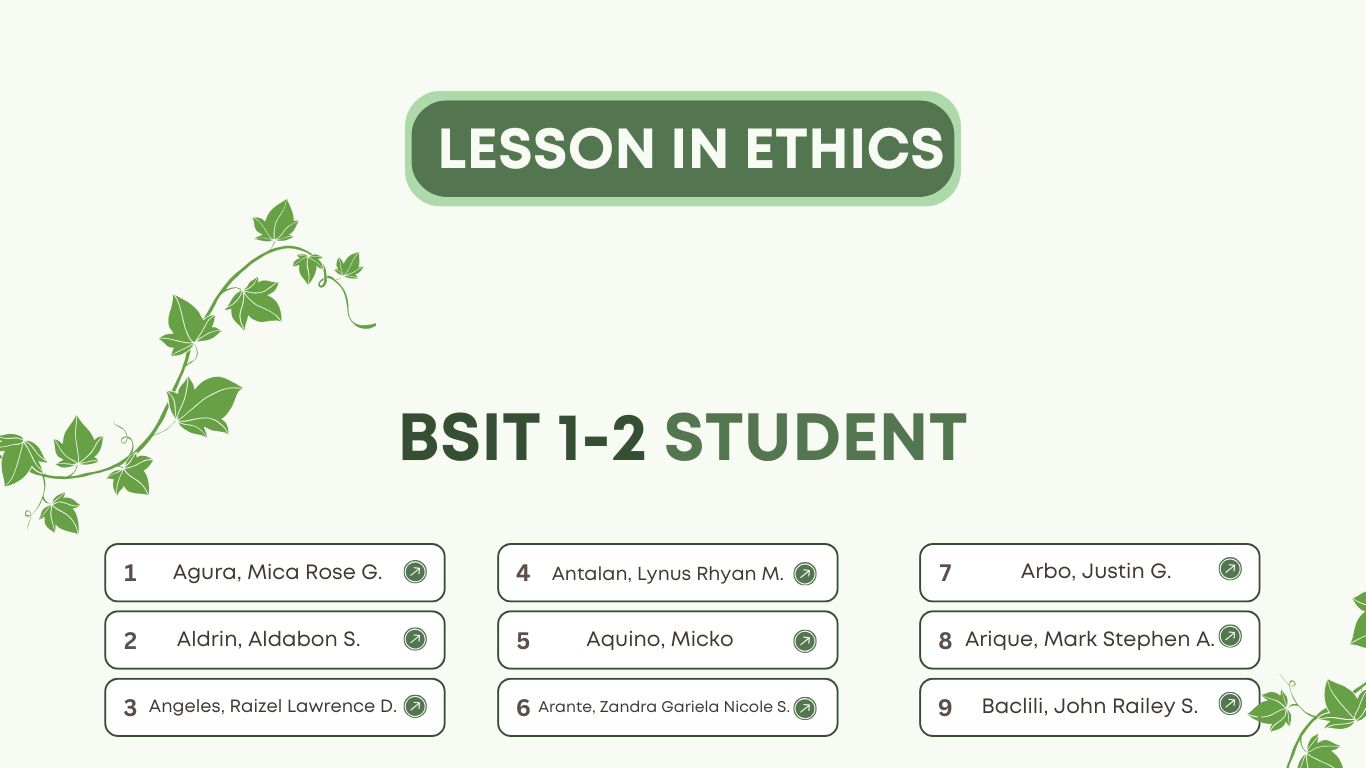 LESSON IN ETHICS
BSIT 1-2 STUDENT
1 Agura, Mica Rose G.
2 Aldrin, Aldabon S.
3 Angeles, Raizel Lawrence D.
4 Antalan, Lynus Rhyan M.
5 Aquino, Micko
6 Arante, Zandra Gariela Nicole S.
7 Arbo, Justin G.
8 Arique, Mark Stephen A.
9 Baclili, John Railey S.